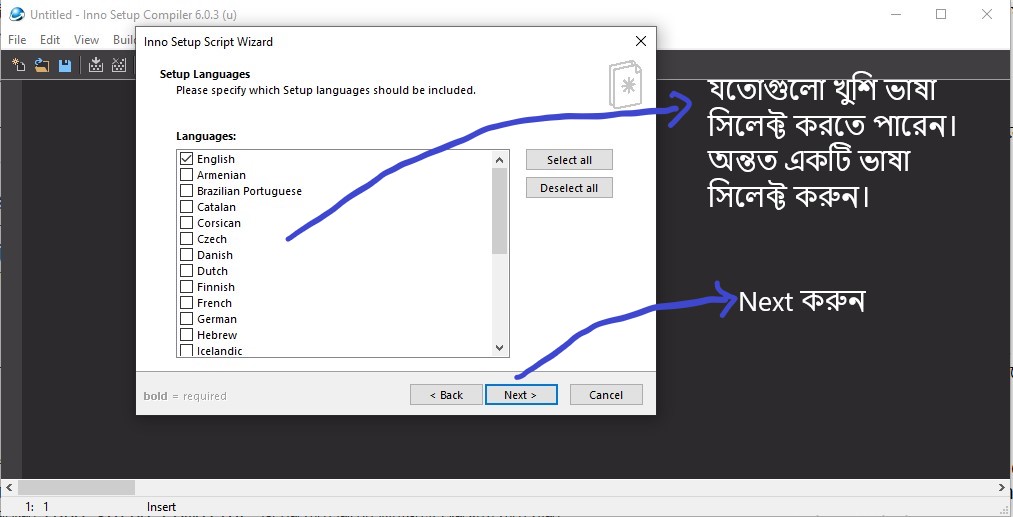 Untitled - Inno Setup Compiler 6.0.3 (u)
File Edit View Buil
Inno Setup Script Wizard
Setup Languages
Please specify which Setup languages should be included.
Languages:
English
Armenian
Brazilian Portuguese
Catalan
Corsican
Czech
Danish
Dutch
Finnish
French
German
Hebrew
Icelandic
Select all
Deselect all
bold = required
< Back Next > Cancel
যতোগুলো খুশি ভাষা
সিলেক্ট করতে পারেন।
অন্তত একটি ভাষা
সিলেক্ট করুন।
Next করুন
1: 1 Insert